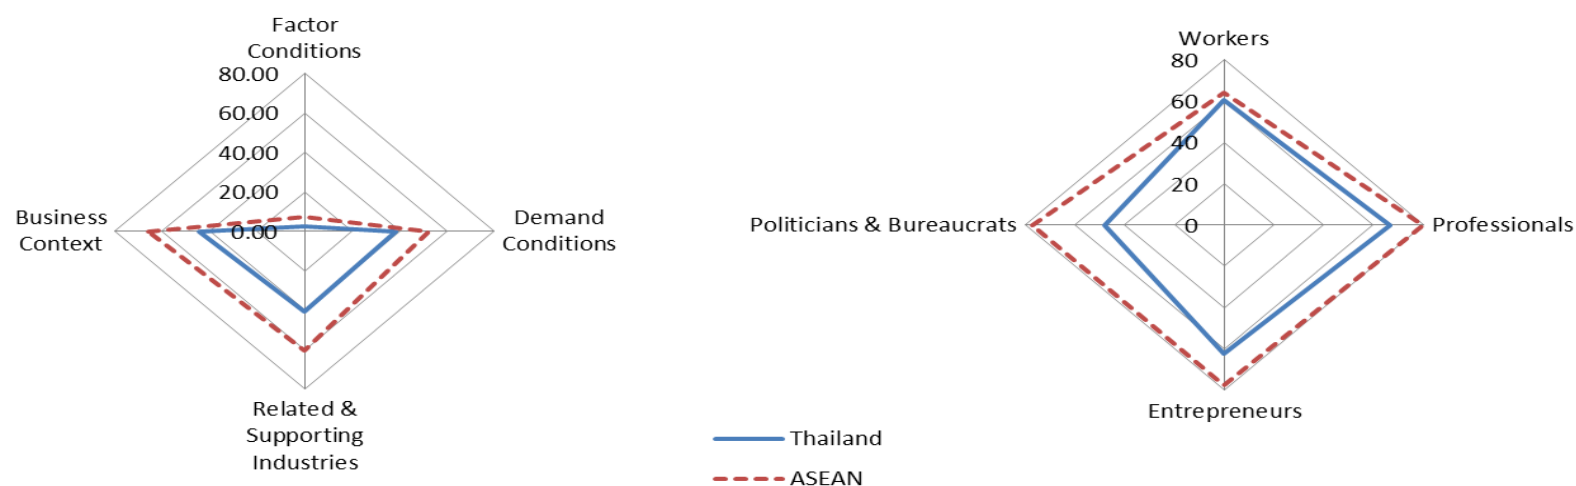 Factor
Conditions
80.00
60.00
40.00
20.00
0.00
Business
Context
Demand
Conditions
Related &
Supporting
Industries
Workers
80
60
40
20
0
Politicians & Bureaucrats
Professionals
Entrepreneurs
Thailand
ASEAN